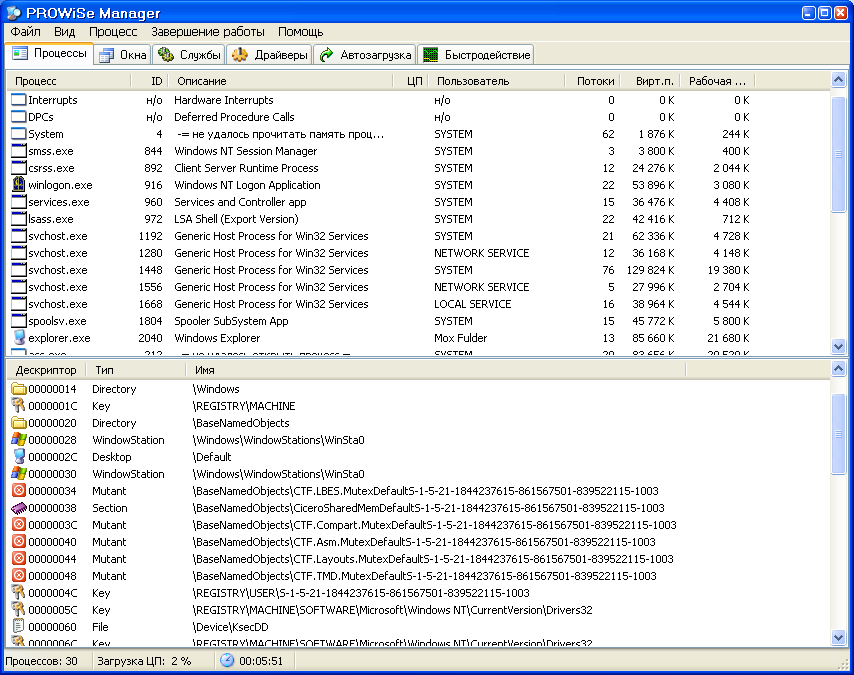 PROWiSe Manager
Файл Вид Процесс Завершение работы Помощь
Процессы Окна Службы Драйверы Автозагрузка Быстродействие
Процесс ID Описание ЦП Пользователь Потоки Вирт.п. Рабочая ...
Interrupts н/о Hardware Interrupts н/о 0 0 K 0 K
DPCs н/о Deferred Procedure Calls н/о 0 0 K 0 K
System 4 -= не удалось прочитать память проц... SYSTEM 62 1 876 K 244 K
smss.exe 844 Windows NT Session Manager SYSTEM 3 3 800 K 400 K
csrss.exe 892 Client Server Runtime Process SYSTEM 12 24 276 K 2 044 K
winlogon.exe 916 Windows NT Logon Application SYSTEM 22 53 896 K 3 080 K
services.exe 960 Services and Controller app SYSTEM 15 36 476 K 4 408 K
lsass.exe 972 LSA Shell (Export Version) SYSTEM 22 42 416 K 712 K
svchost.exe 1192 Generic Host Process for Win32 Services SYSTEM 21 62 336 K 4 728 K
svchost.exe 1280 Generic Host Process for Win32 Services NETWORK SERVICE 12 36 168 K 4 148 K
svchost.exe 1448 Generic Host Process for Win32 Services SYSTEM 76 129 824 K 19 380 K
svchost.exe 1556 Generic Host Process for Win32 Services NETWORK SERVICE 5 27 996 K 2 704 K
svchost.exe 1668 Generic Host Process for Win32 Services LOCAL SERVICE 16 38 964 K 4 544 K
spoolsv.exe 1804 Spooler SubSystem App SYSTEM 15 45 772 K 5 800 K
explorer.exe 2040 Windows Explorer Mox Fulder 13 85 660 K 21 680 K
212 -= не удалось открыть процесс = SYSTEM 20
Дескриптор Тип Имя
00000014 Directory \Windows
0000001C Key \REGISTRY\MACHINE
00000020 Directory \BaseNamedObjects
00000028 WindowStation \Windows\WindowStations\WinSta0
0000002C Desktop \Default
00000030 WindowStation \Windows\WindowStations\WinSta0
00000034 Mutant \BaseNamedObjects\CTF.LBES.MutexDefaultS-1-5-21-1844237615-861567501-839522115-1003
00000038 Section \BaseNamedObjects\CiceroSharedMemDefaultS-1-5-21-1844237615-861567501-839522115-1003
0000003C Mutant \BaseNamedObjects\CTF.Compart.MutexDefaultS-1-5-21-1844237615-861567501-839522115-1003
00000040 Mutant \BaseNamedObjects\CTF.Asm.MutexDefaultS-1-5-21-1844237615-861567501-839522115-1003
00000044 Mutant \BaseNamedObjects\CTF.Layouts.MutexDefaultS-1-5-21-1844237615-861567501-839522115-1003
00000048 Mutant \BaseNamedObjects\CTF.TMD.MutexDefaultS-1-5-21-1844237615-861567501-839522115-1003
0000004C Key \REGISTRY\USER\S-1-5-21-1844237615-861567501-839522115-1003
0000005C Key \REGISTRY\MACHINE\SOFTWARE\Microsoft\Windows NT\CurrentVersion\Drivers32
00000060 File \Device\KsecDD
0000006C Key \REGISTRY\MACHINE\SOFTWARE\Microsoft\Windows NT\CurrentVersion\Drivers32
Процессов: 30 Загрузка ЦП: 2 % 00:05:51